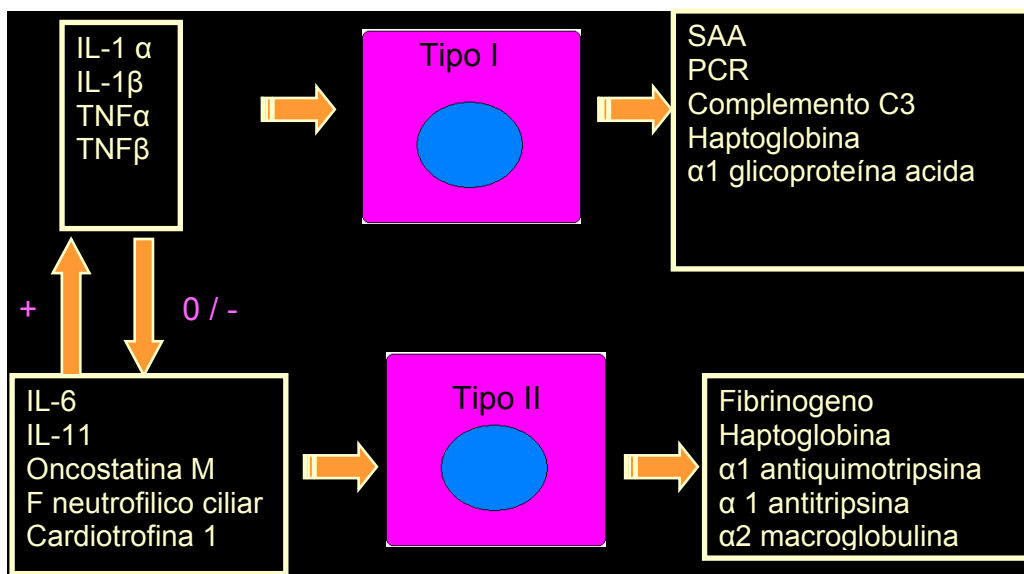 IL-1 α
IL-1β
TNFα
TNFβ
Tipo I
SAA
PCR
Complemento C3
Haptoglobina
α1 glicoproteína acida
+
0 / -
IL-6
IL-11
Oncostatina M
F neutrofilico ciliar
Cardiotrofina 1
Tipo II
Fibrinogeno
Haptoglobina
α1 antiquimotripsina
α 1 antitripsina
α2 macroglobulina